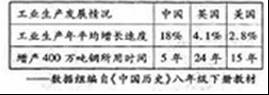 工业生产发展情况 中国 英国 美国
工业生产年平均增长速度 18% 4.1% 2.8%
增产400万吨钢所用时间 5年 24年 15年
——数据组编自《中国历史》八年级下册教材